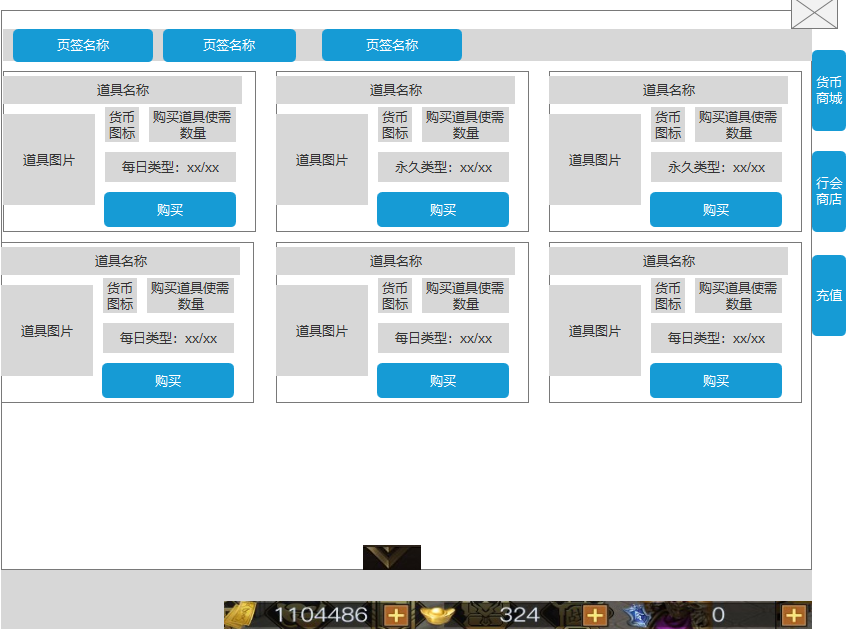 页签名称
页签名称
页签名称
货币
商城
行会
商店
充值
道具名称
道具图片
货币
图标
购买道具使需
数量
每日类型：xx/xx
购买
道具名称
道具图片
货币
图标
购买道具使需
数量
永久类型：xx/xx
购买
道具名称
道具图片
货币
图标
购买道具使需
数量
永久类型：xx/xx
购买
道具名称
道具图片
货币
图标
购买道具使需
数量
每日类型：xx/xx
购买
道具名称
道具图片
货币
图标
购买道具使需
数量
每日类型：xx/xx
购买
道具名称
道具图片
货币
图标
购买道具使需
数量
每日类型：xx/xx
购买
1104486
324
0